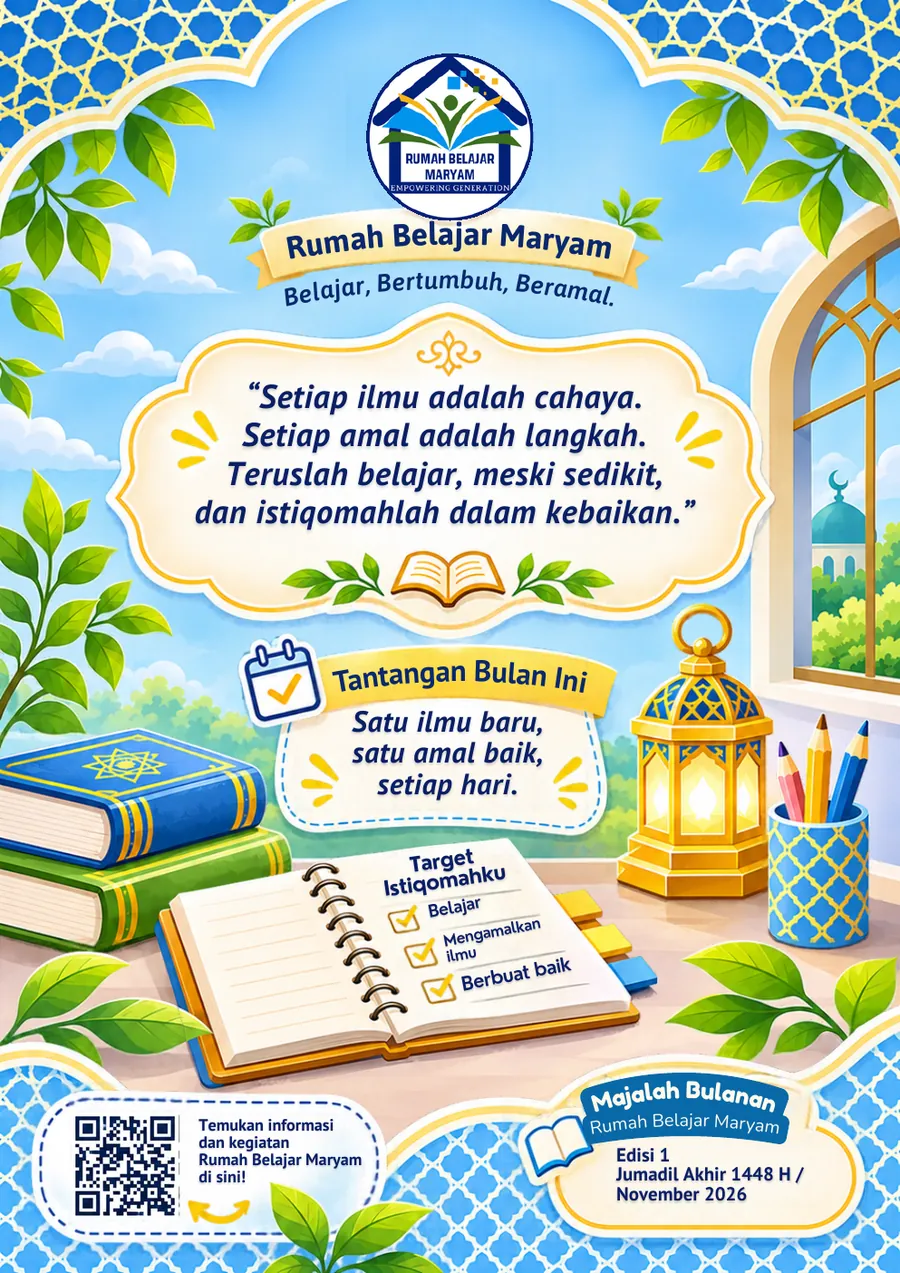 RUMAH BELAJAR
MARYAM
EMPOWERING GENERATION
Rumah Belajar Maryam
Belajar, Bertumbuh, Beramal.
“Setiap ilmu adalah cahaya.
Setiap amal adalah langkah.
Teruslah belajar, meski sedikit,
dan istiqomahlah dalam kebaikan.”
Tantangan Bulan Ini
Satu ilmu baru,
satu amal baik,
setiap hari.
Target
Istiqomahku
Belajar
Mengamalkan
ilmu
Berbuat baik
Temukan informasi
dan kegiatan
Rumah Belajar Maryam
di sini!
Majalah Bulanan
Rumah Belajar Maryam
Edisi 1
Jumadil Akhir 1448 H /
November 2026